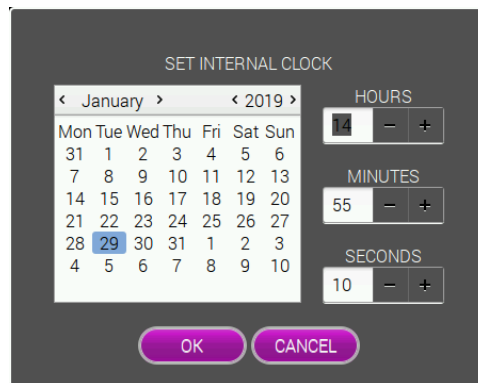 SET INTERNAL CLOCK
< January > < 2019 >
Mon Tue Wed Thu Fri Sat Sun
31 1 2 3 4 5 6
7 8 9 10 11 12 13
14 15 16 17 18 19 20
21 22 23 24 25 26 27
28 29 30 31 1 2 3
4 5 6 7 8 9 10
HOURS
14 − +
MINUTES
55 − +
SECONDS
10 − +
OK CANCEL